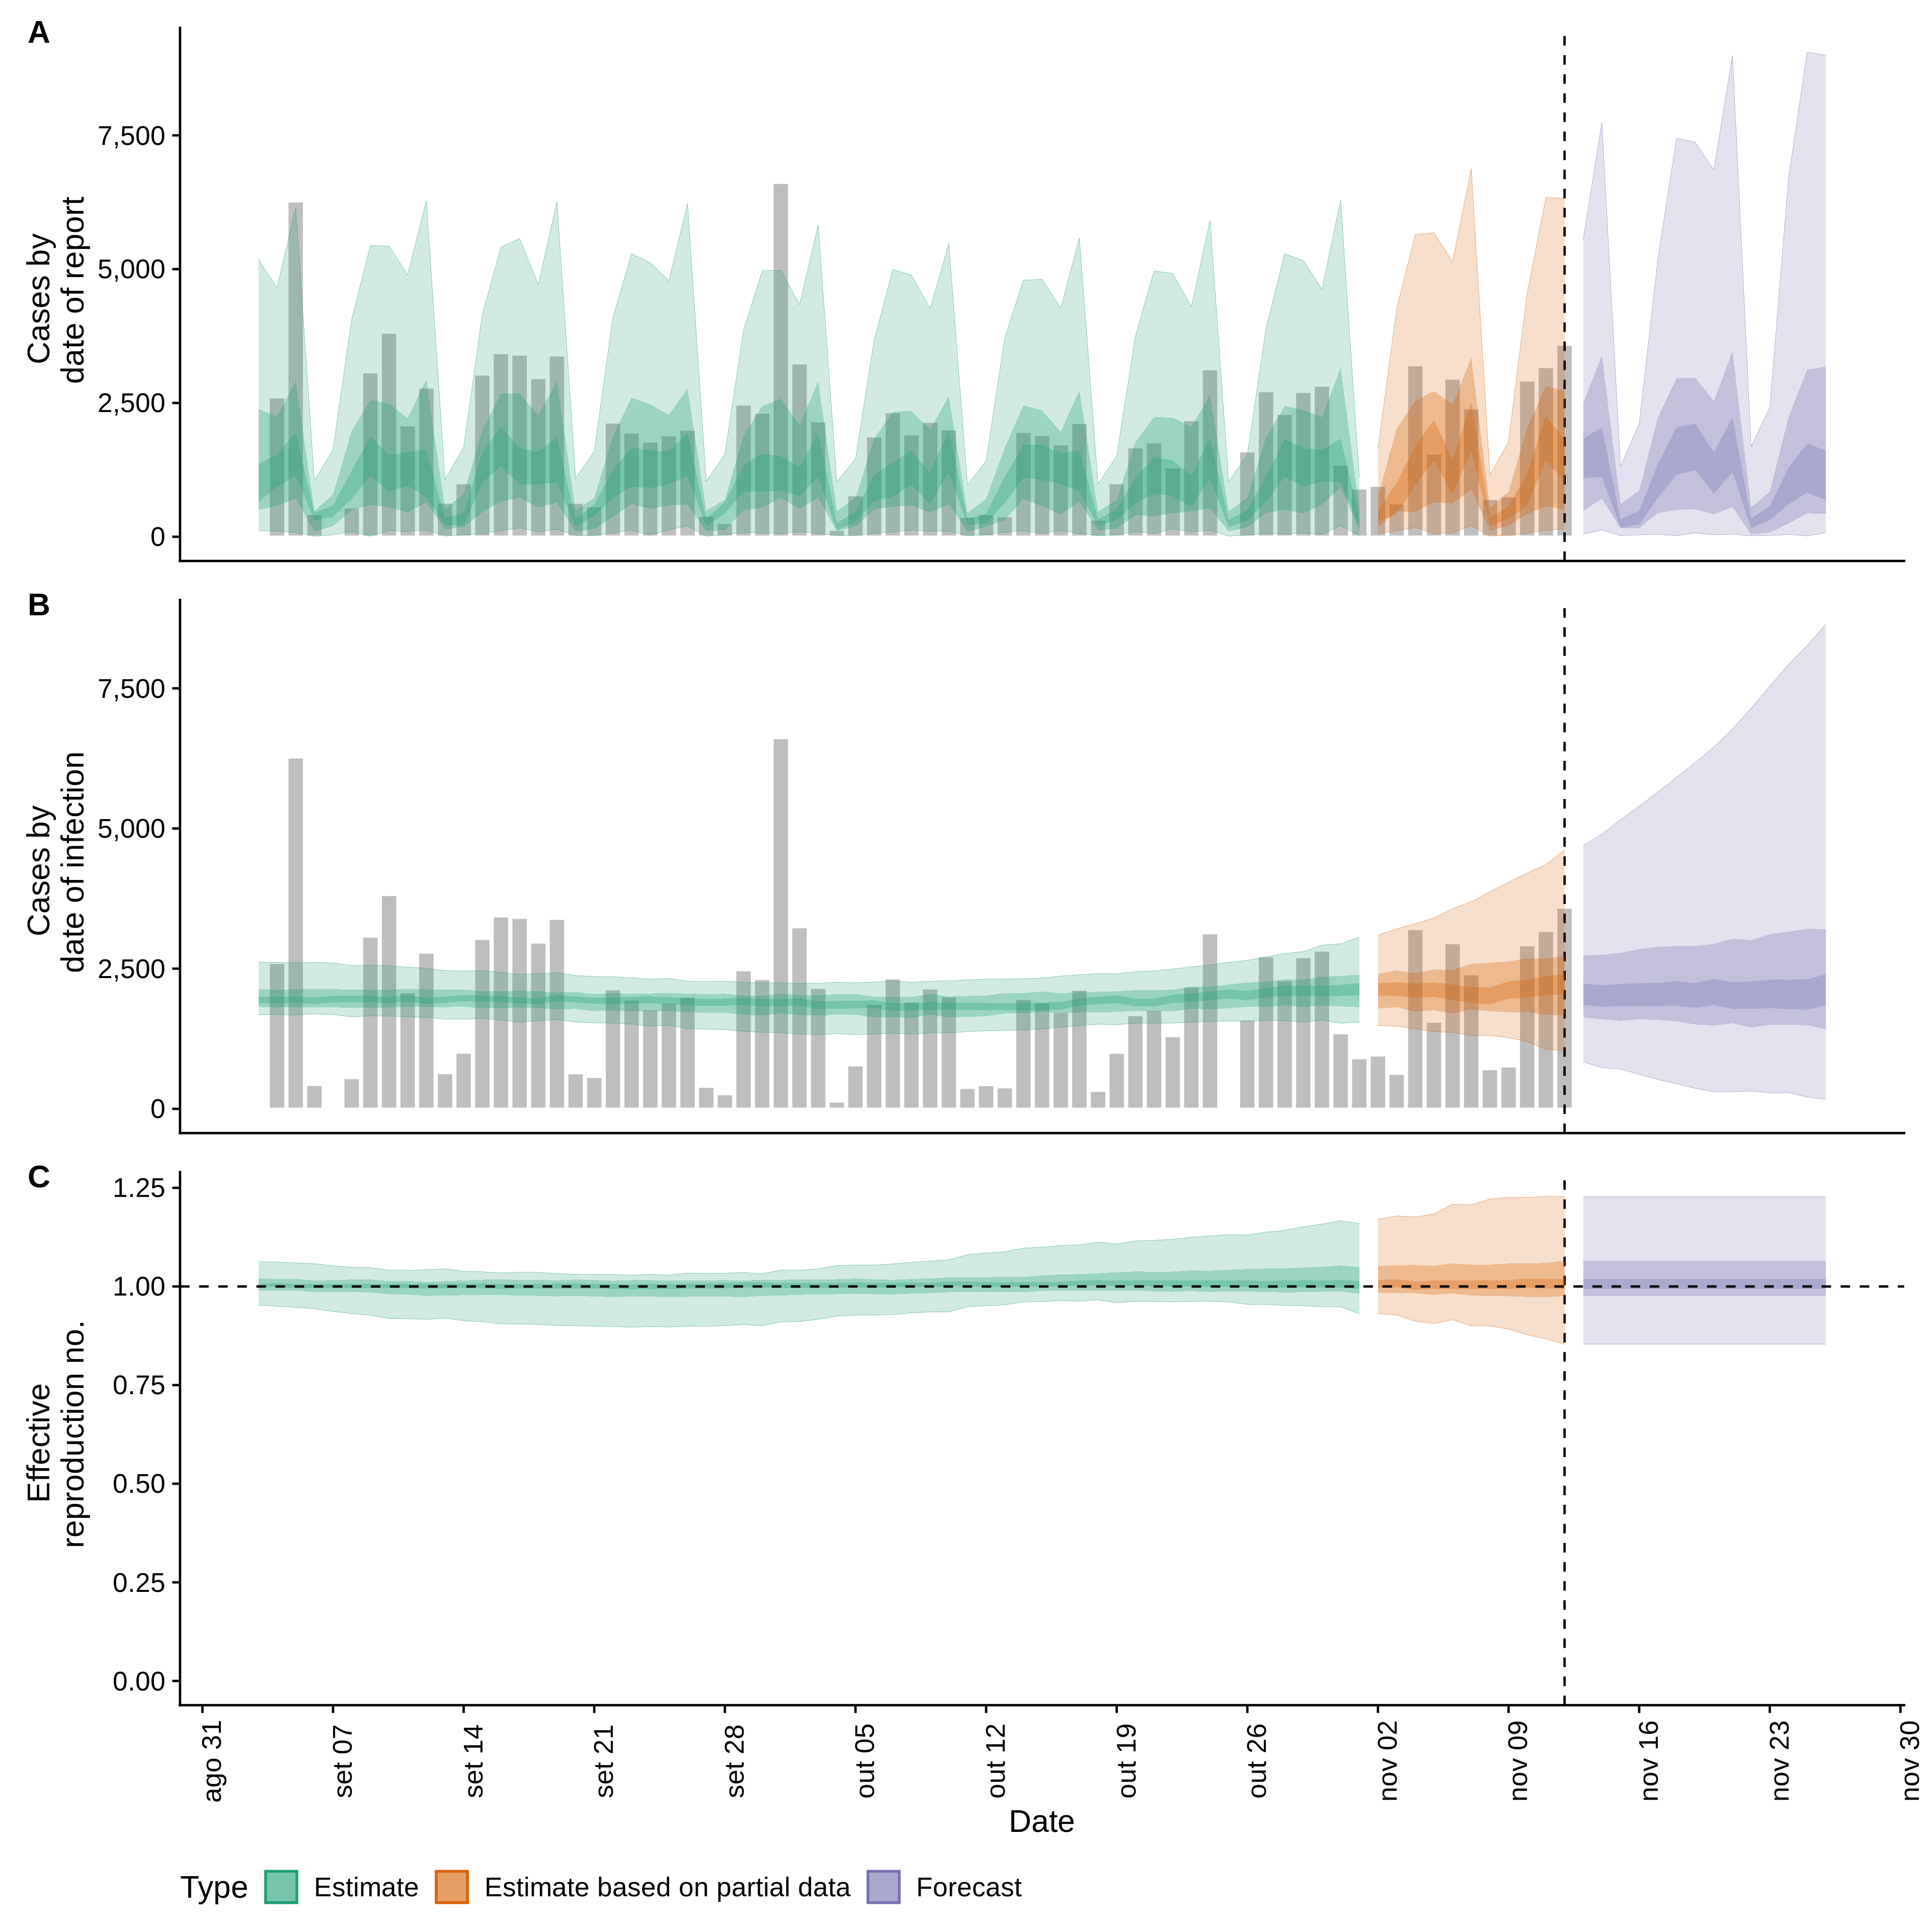 A
Cases by
date of report
7,500
5,000
2,500
0
B
Cases by
date of infection
7,500
5,000
2,500
0
C
Effective
reproduction no.
1.25
1.00
0.75
0.50
0.25
0.00
ago 31
set 07
set 14
set 21
set 28
out 05
out 12
out 19
out 26
nov 02
nov 09
nov 16
nov 23
nov 30
Date
Type Estimate Estimate based on partial data Forecast